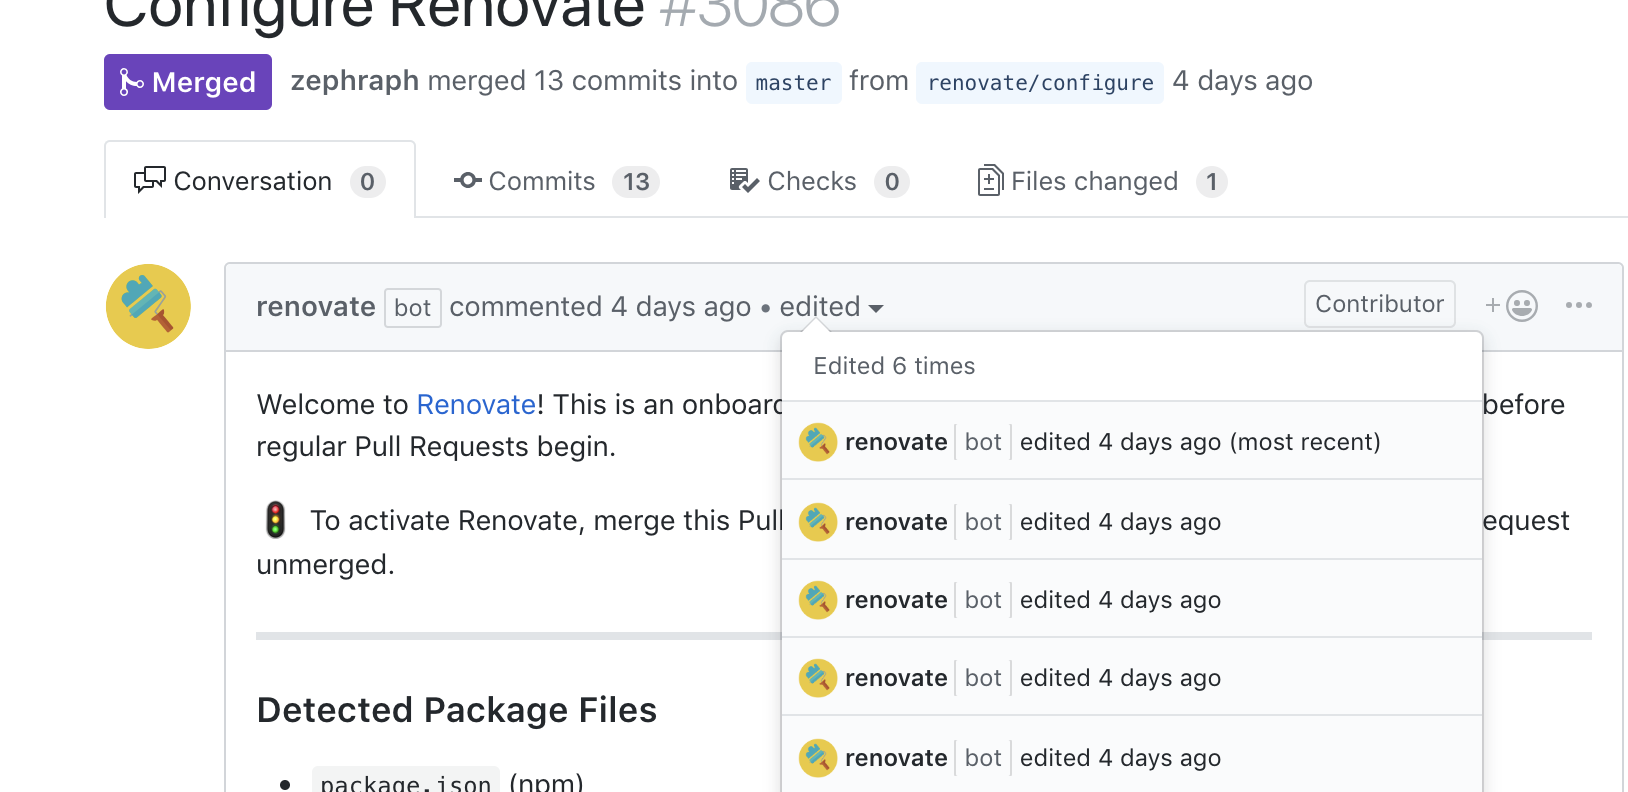 Configure Renovate #3086
Merged zephraph merged 13 commits into master from renovate/configure 4 days ago
Conversation 0 Commits 13 Checks 0 Files changed 1
renovate bot commented 4 days ago • edited Contributor
Edited 6 times
Welcome to Renovate! This is an onboard before
renovate bot edited 4 days ago (most recent)
regular Pull Requests begin.
renovate bot edited 4 days ago
To activate Renovate, merge this Pull equest
unmerged.
renovate bot edited 4 days ago
renovate bot edited 4 days ago
Detected Package Files
renovate bot edited 4 days ago
• package.json (npm)